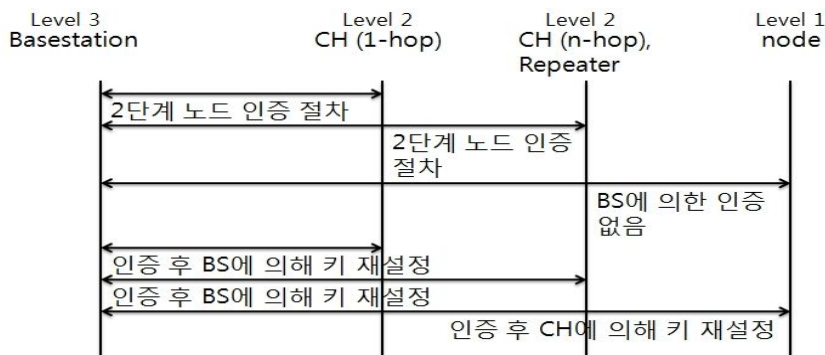 Level 3
Basestation
Level 2
CH (1-hop)
Level 2
CH (n-hop),
Repeater
Level 1
node
2단계 노드 인증 절차
2단계 노드 인증
절차
BS에 의한 인증
없음
인증 후 BS에 의해 키 재설정
인증 후 BS에 의해 키 재설정
인증 후 CH에 의해 키 재설정